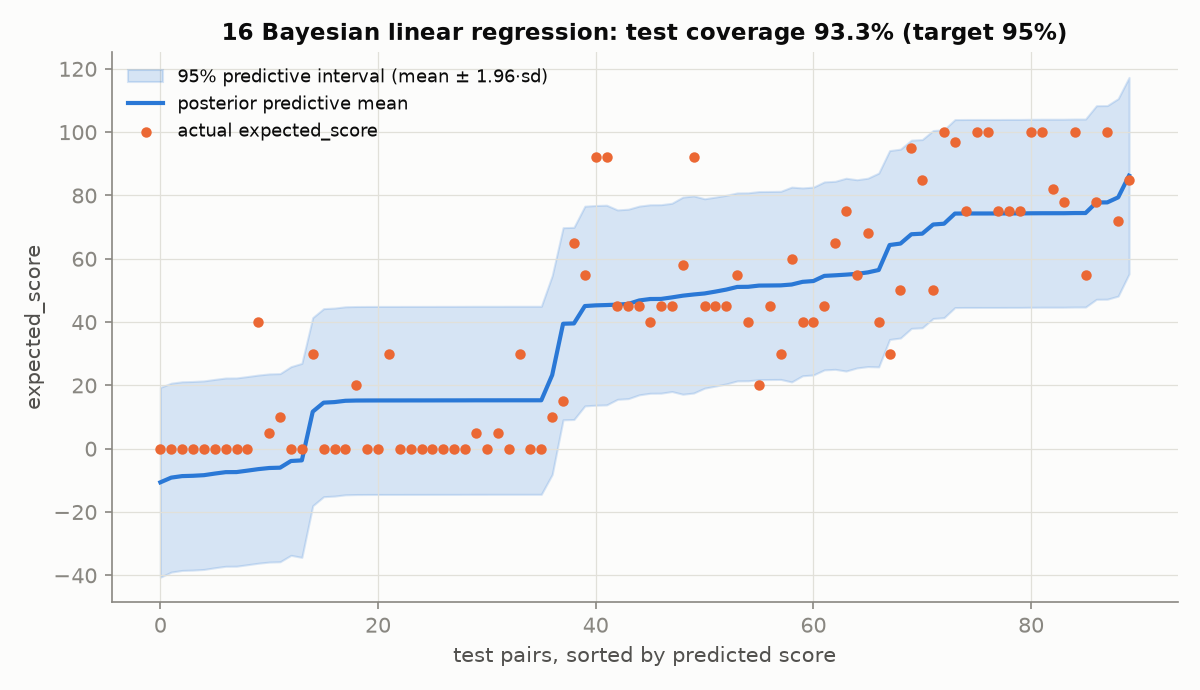 16 Bayesian linear regression: test coverage 93.3% (target 95%)
95% predictive interval (mean ± 1.96·sd)
posterior predictive mean
actual expected_score
120
100
80
60
40
20
0
−20
−40
expected_score
0 20 40 60 80
test pairs, sorted by predicted score